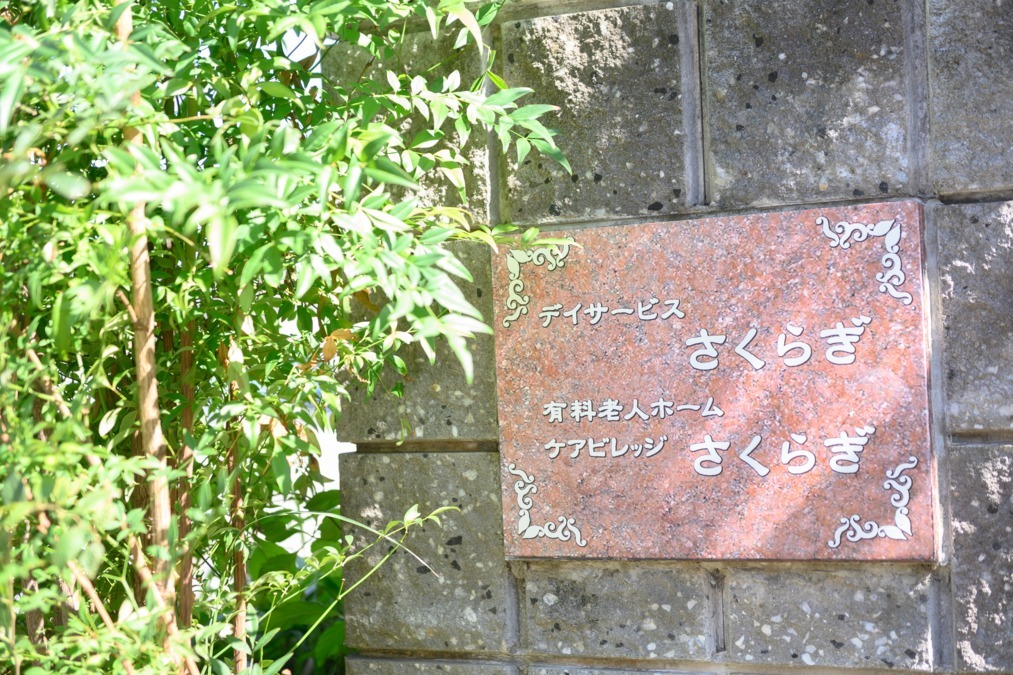 デイサービス
さくらぎ
有料老人ホーム
ケアビレッジ
さくらぎ